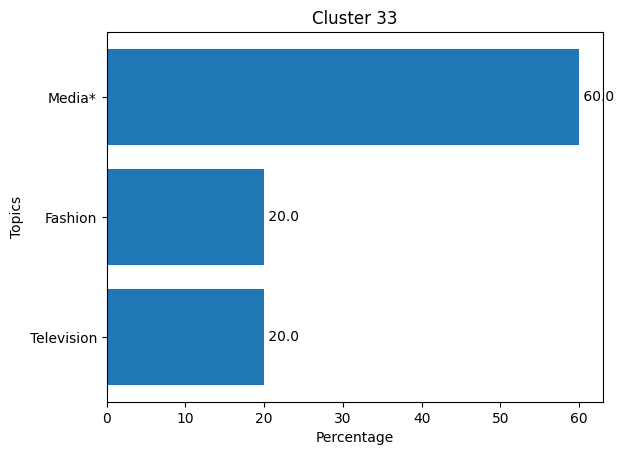 Cluster 33
Topics
Media*
60.0
Fashion
20.0
Television
20.0
0 10 20 30 40 50 60
Percentage